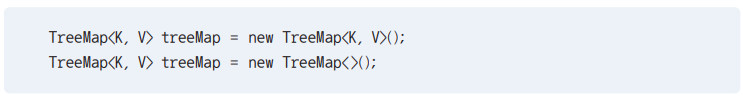 TreeMap<K, V> treeMap = new TreeMap<K, V>();
TreeMap<K, V> treeMap = new TreeMap<>();